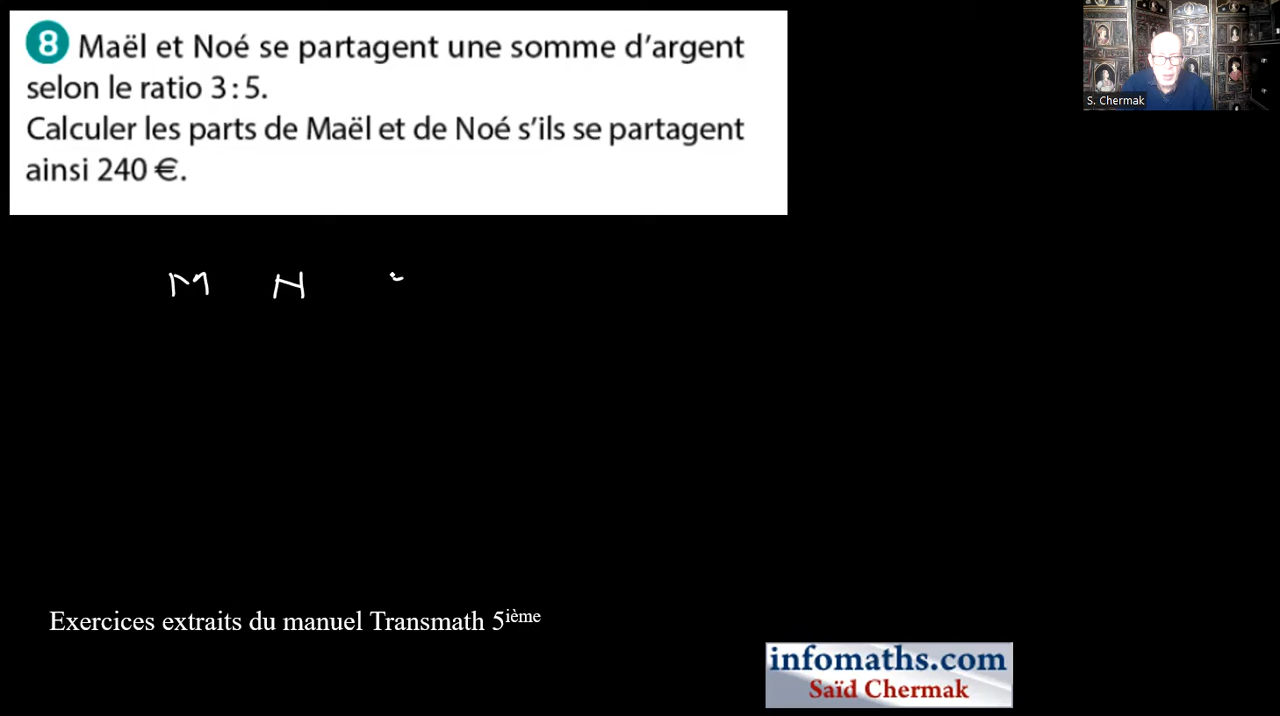 8 Maël et Noé se partagent une somme d'argent
selon le ratio 3 : 5.
Calculer les parts de Maël et de Noé s'ils se partagent
ainsi 240 €.
S. Chermak
M N
Exercices extraits du manuel Transmath 5ième
infomaths.com
Saïd Chermak